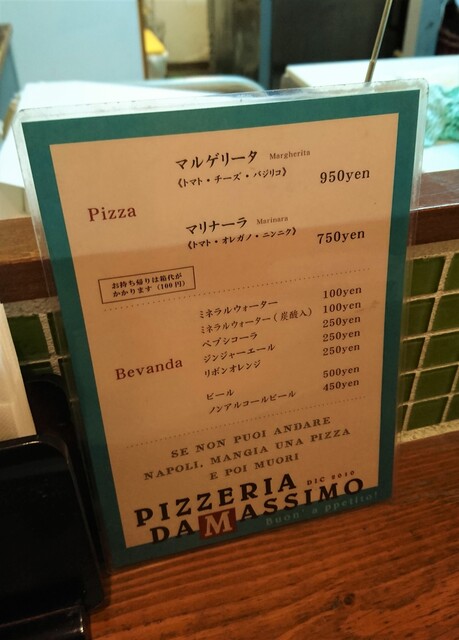 マルゲリータ Margherita
《トマト・チーズ・バジリコ》 950yen
Pizza
マリナーラ Marinara
《トマト・オレガノ・ニンニク》 750yen
お持ち帰りは箱代が
かかります（100円）
ミネラルウォーター 100yen
ミネラルウォーター（炭酸入） 100yen
ペプシコーラ 250yen
ジンジャーエール 250yen
リボンオレンジ 250yen
Bevanda
ビール 500yen
ノンアルコールビール 450yen
SE NON PUOI ANDARE
NAPOLI, MANGIA UNA PIZZA
E POI MUORI
PIZZERIA DIC 2010
DA MASSIMO
Buon' a ppetito!